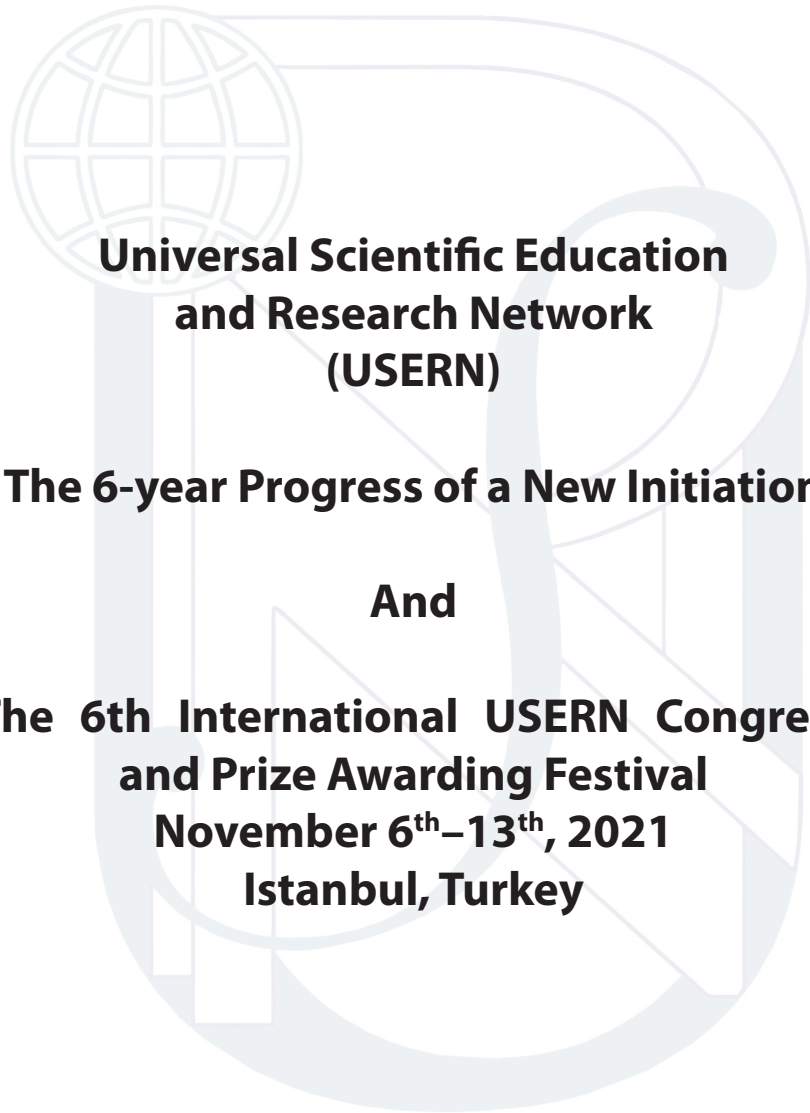 Universal Scientific Education
and Research Network
(USERN)
The 6-year Progress of a New Initiation
And
The 6th International USERN Congre
and Prize Awarding Festival
November 6th–13th, 2021
Istanbul, Turkey